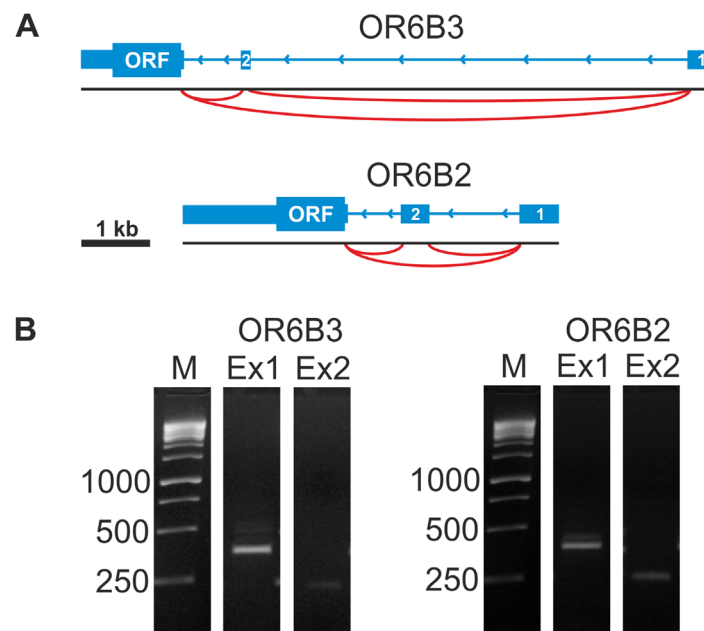 A
OR6B3
ORF 2 1
OR6B2
1 kb
ORF 2 1
B
OR6B3 OR6B2
M Ex1 Ex2 M Ex1 Ex2
1000 1000
500 500
250 250